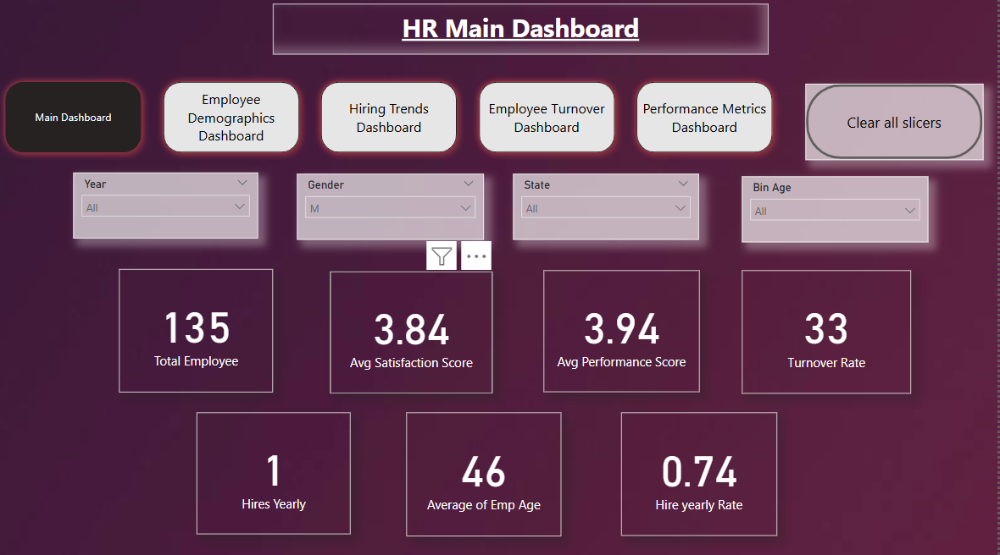 HR Main Dashboard
Main Dashboard
Employee
Demographics
Dashboard
Hiring Trends
Dashboard
Employee Turnover
Dashboard
Performance Metrics
Dashboard
Clear all slicers
Year
All
Gender
M
State
All
Bin Age
All
135
Total Employee
3.84
Avg Satisfaction Score
3.94
Avg Performance Score
33
Turnover Rate
1
Hires Yearly
46
Average of Emp Age
0.74
Hire yearly Rate